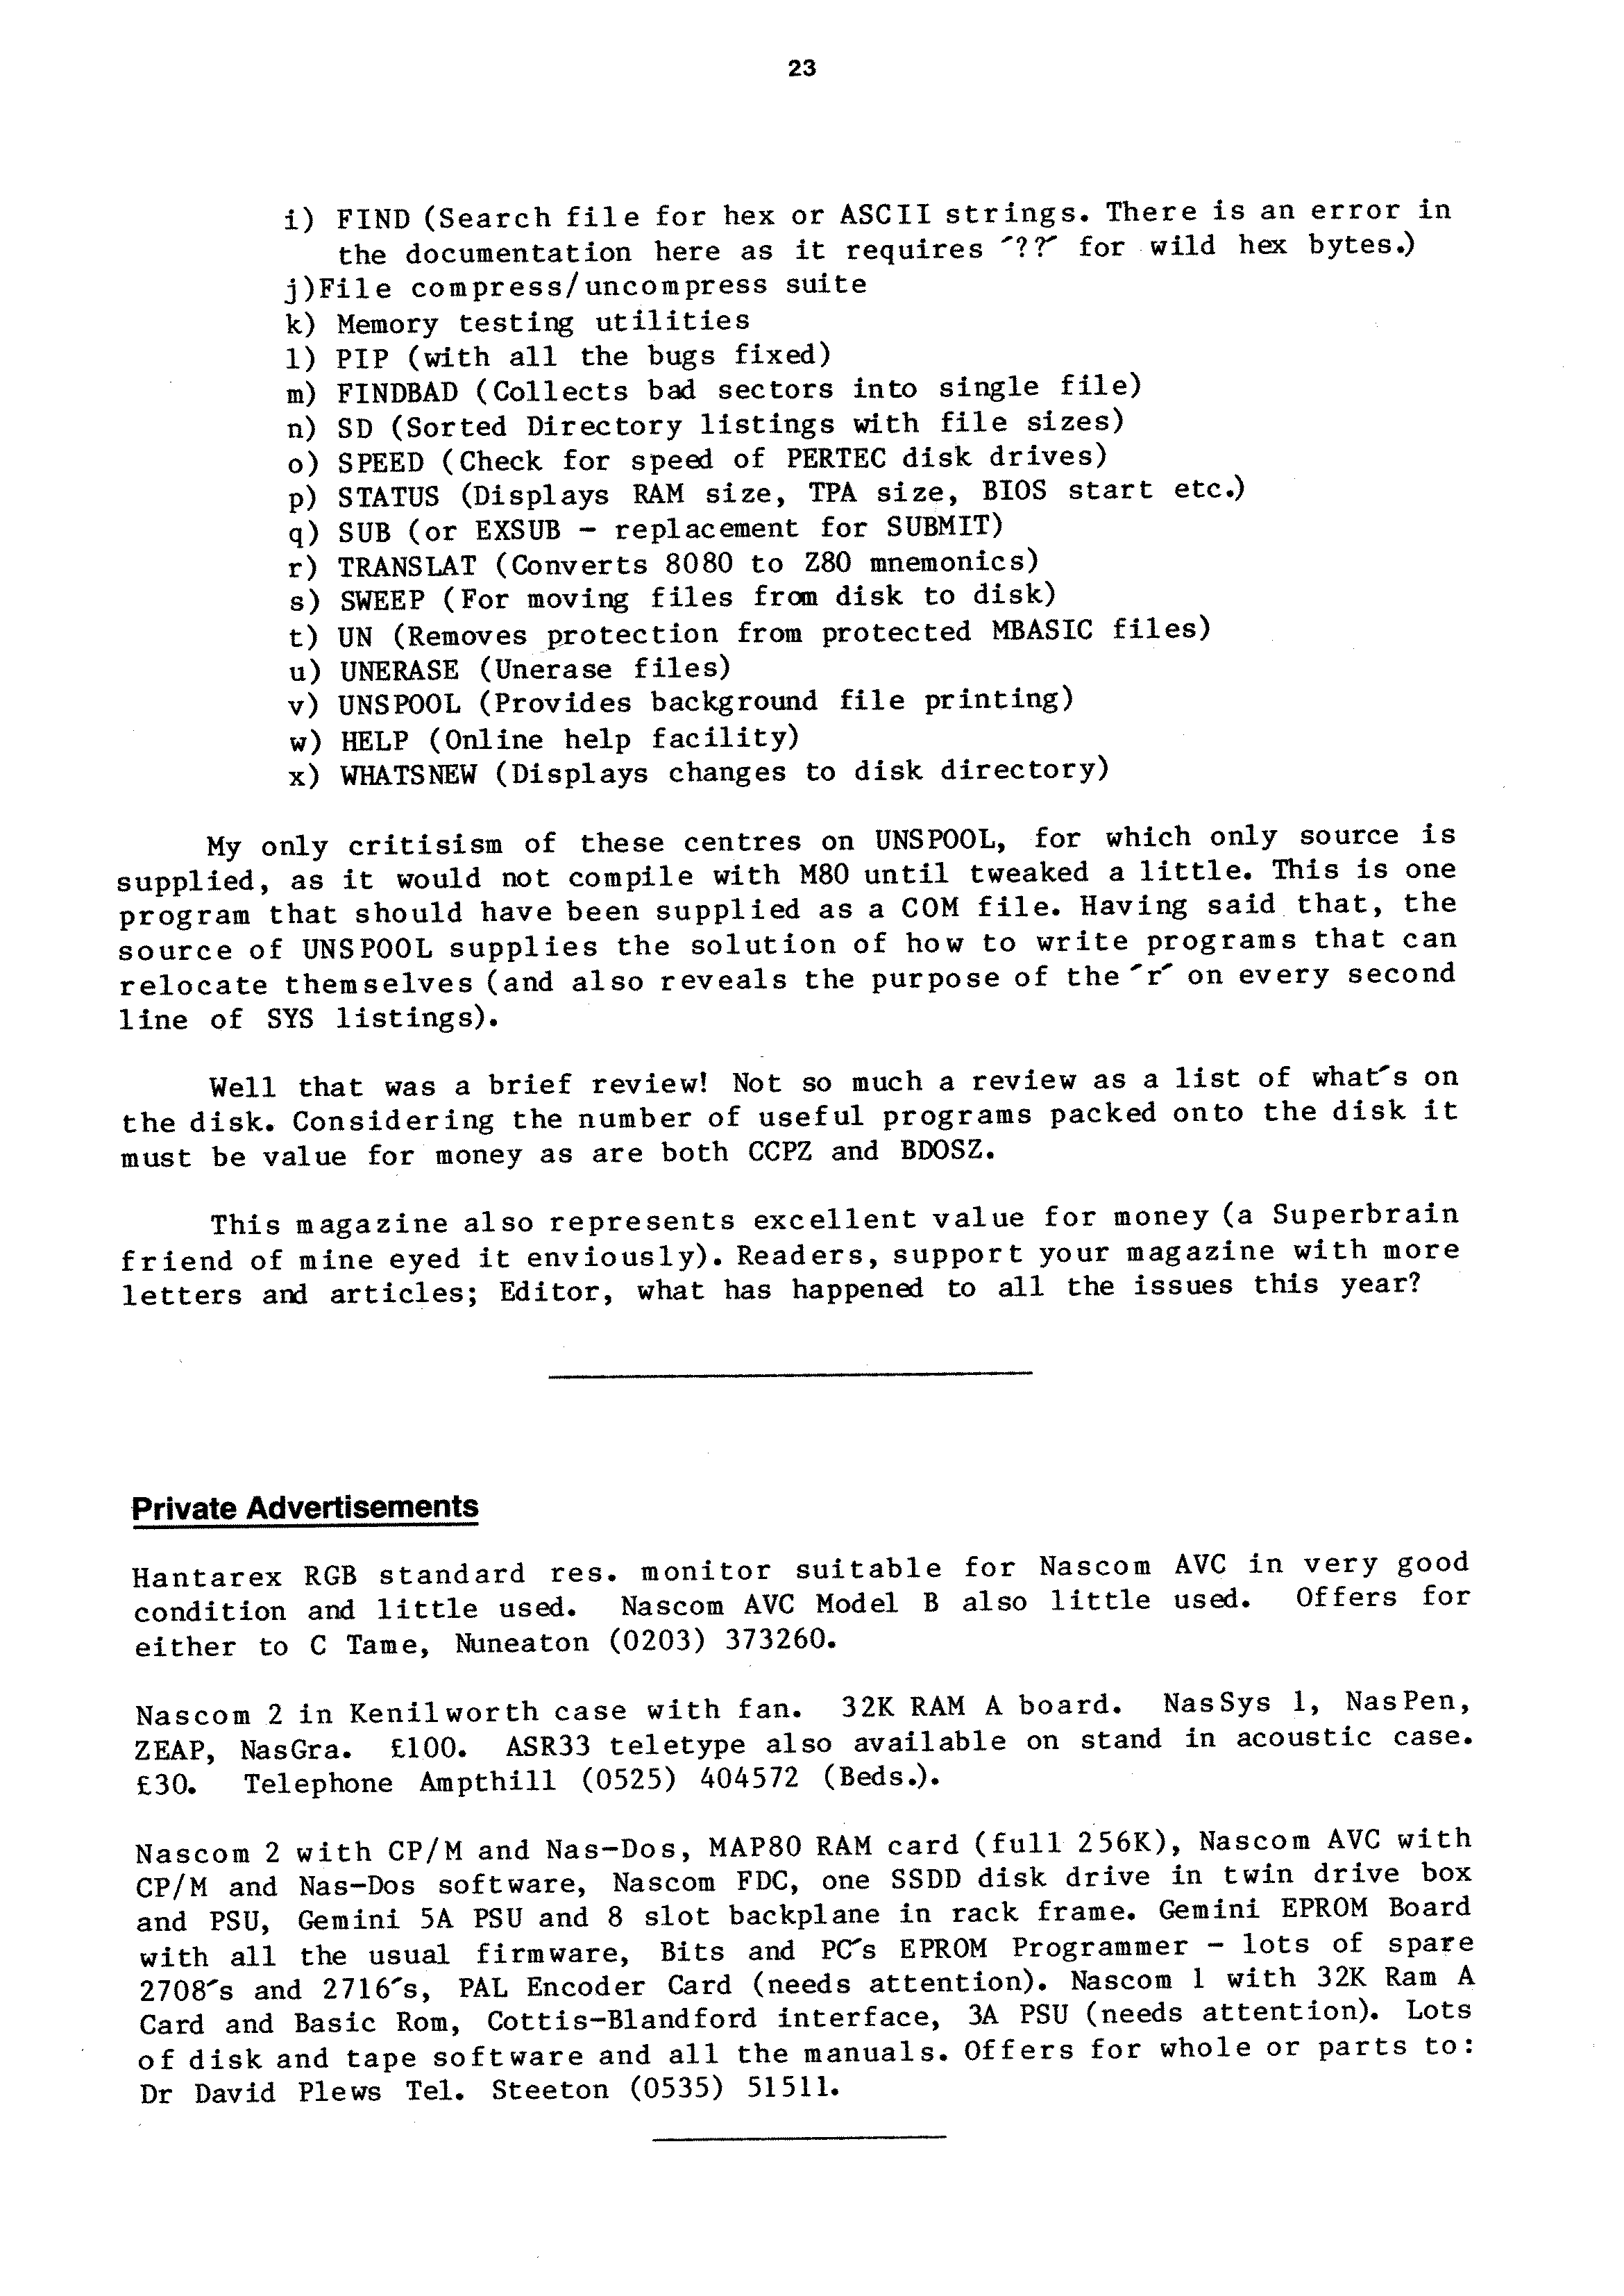 23
i) FIND (Search file for hex or ASCII strings. There is an error in
the documentation here as it requires '??' for wild hex bytes.)
j)File compress/uncompress suite
k) Memory testing utilities
l) PIP (with all the bugs fixed)
m) FINDBAD (Collects bad sectors into single file)
n) SD (Sorted Directory listings with file sizes)
o) SPEED (Check for speed of PERTEC disk drives)
p) STATUS (Displays RAM size, TPA size, BIOS start etc.)
q) SUB (or EXSUB - replacement for SUBMIT)
r) TRANSLAT (Converts 8080 to Z80 mnemonics)
s) SWEEP (For moving files from disk to disk)
t) UN (Removes protection from protected MBASIC files)
u) UNERASE (Unerase files)
v) UNSPOOL (Provides background file printing)
w) HELP (Online help facility)
x) WHATSNEW (Displays changes to disk directory)
My only critisism of these centres on UNSPOOL, for which only source is
supplied, as it would not compile with M80 until tweaked a little. This is one
program that should have been supplied as a COM file. Having said that, the
source of UNSPOOL supplies the solution of how to write programs that can
relocate themselves (and also reveals the purpose of the 'r' on every second
line of SYS listings).
Well that was a brief review! Not so much a review as a list of what's on
the disk. Considering the number of useful programs packed onto the disk it
must be value for money as are both CCPZ and BDOSZ.
This magazine also represents excellent value for money (a Superbrain
friend of mine eyed it enviously). Readers, support your magazine with more
letters and articles; Editor, what has happened to all the issues this year?
Private Advertisements
Hantarex RGB standard res. monitor suitable for Nascom AVC in very good
condition and little used. Nascom AVC Model B also little used. Offers for
either to C Tame, Nuneaton (0203) 373260.
Nascom 2 in Kenilworth case with fan. 32K RAM A board. NasSys 1, NasPen,
ZEAP, NasGra. £100. ASR33 teletype also available on stand in acoustic case.
£30. Telephone Ampthill (0525) 404572 (Beds.).
Nascom 2 with CP/M and Nas-Dos, MAP80 RAM card (full 256K), Nascom AVC with
CP/M and Nas-Dos software, Nascom FDC, one SSDD disk drive in twin drive box
and PSU, Gemini 5A PSU and 8 slot backplane in rack frame. Gemini EPROM Board
with all the usual firmware, Bits and PC's EPROM Programmer - lots of spare
2708's and 2716's, PAL Encoder Card (needs attention). Nascom 1 with 32K Ram A
Card and Basic Rom, Cottis-Blandford interface, 3A PSU (needs attention). Lots
of disk and tape software and all the manuals. Offers for whole or parts to:
Dr David Plews Tel. Steeton (0535) 51511.